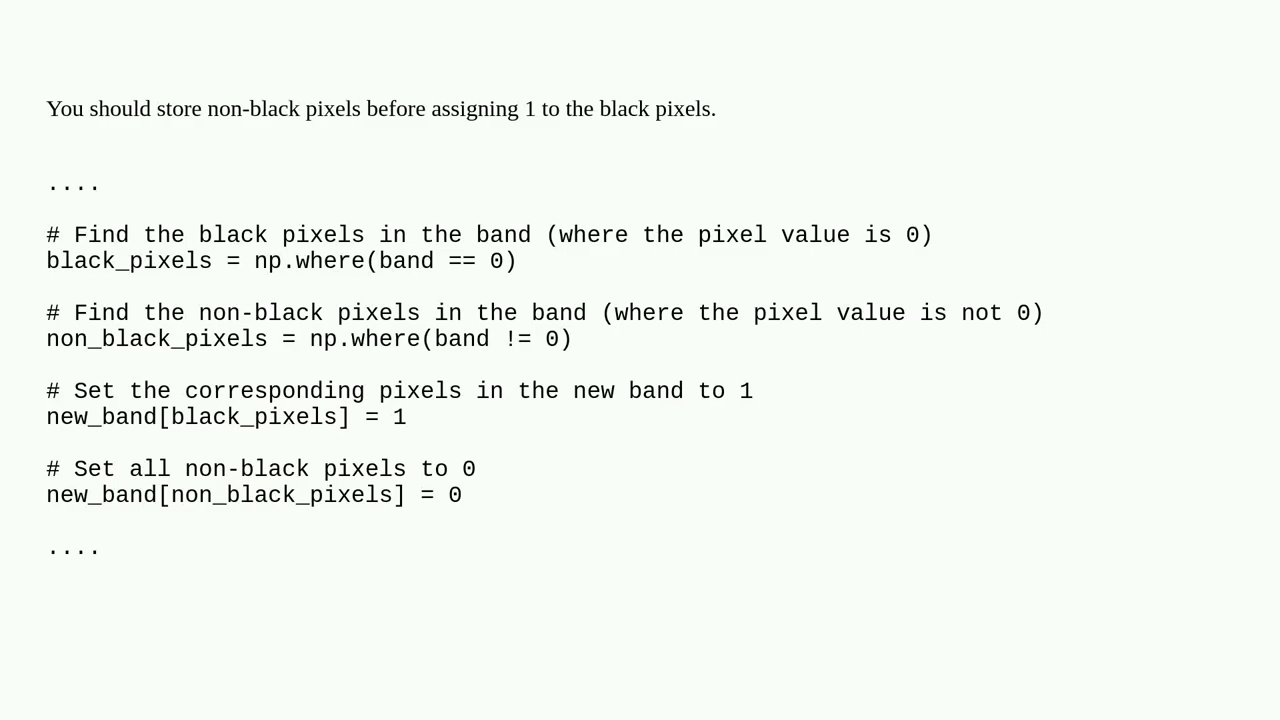 You should store non-black pixels before assigning 1 to the black pixels.
....
# Find the black pixels in the band (where the pixel value is 0)
black_pixels = np.where(band == 0)
# Find the non-black pixels in the band (where the pixel value is not 0)
non_black_pixels = np.where(band != 0)
# Set the corresponding pixels in the new band to 1
new_band[black_pixels] = 1
# Set all non-black pixels to 0
new_band[non_black_pixels] = 0
....